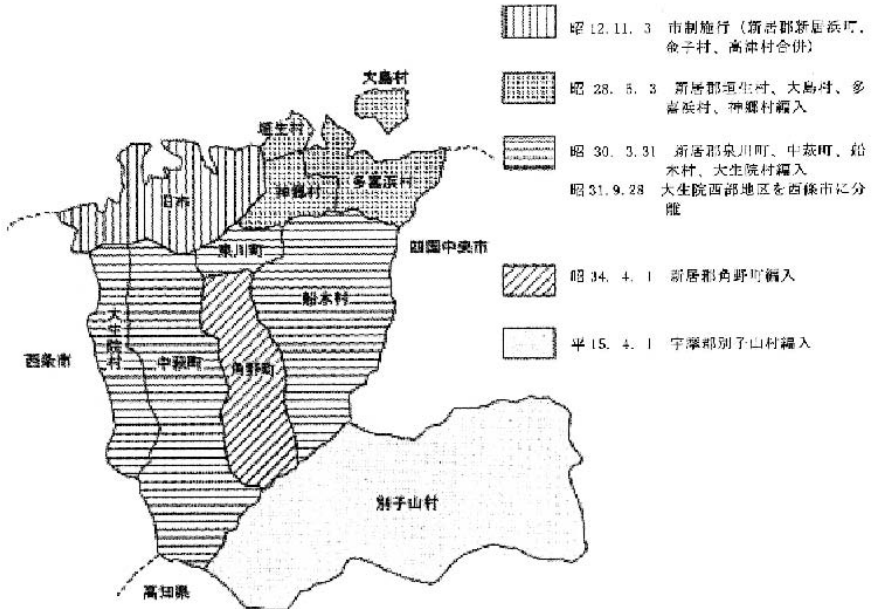 昭12.11. 3 市制施行（新居郡新居浜町、
金子村、高津村合併）
昭 28. 5. 3 新居郡垣生村、大島村、多
喜浜村、神郷村編入
昭 30. 3.31 新居郡泉川町、中萩町、船
木村、大生院村編入
昭31.9.28 大生院西部地区を西條市に分
離
昭 34. 4. 1 新居郡角野町編入
平 15. 4. 1 宇摩郡別子山村編入
大島村
垣生村
多喜浜村
神郷村
旧市
泉川町
四国中央市
船木村
大生院村
西条市
中萩町
角野町
別子山村
高知県